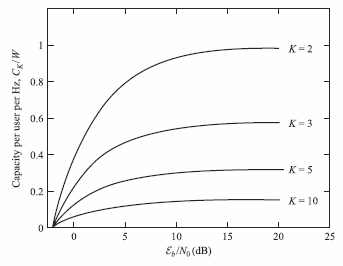 Capacity per user per Hz, C_K/W
1
0.8
0.6
0.4
0.2
0
K = 2
K = 3
K = 5
K = 10
0
5
10
15
20
25
ℰ_b/N_0 (dB)